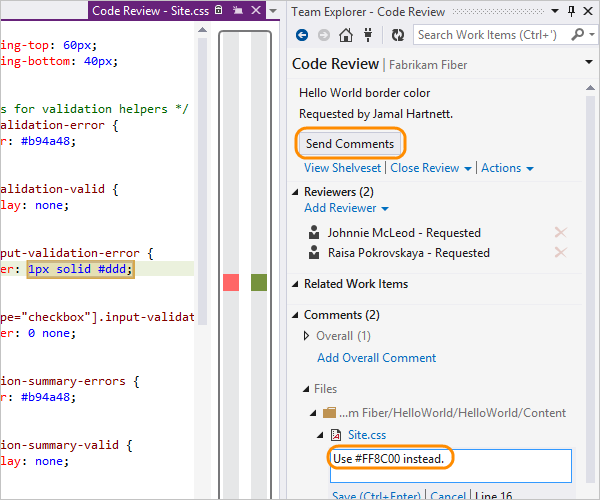 Code Review - Site.css
ing-top: 60px;
ing-bottom: 40px;
s for validation helpers */
alidation-error {
r: #b94a48;
alidation-valid {
lay: none;
put-validation-error {
er: 1px solid #ddd;
pe="checkbox"].input-validat
er: 0 none;
ion-summary-errors {
r: #b94a48;
ion-summary-valid {
lay: none;
Team Explorer - Code Review
Search Work Items (Ctrl+')
Code Review | Fabrikam Fiber
Hello World border color
Requested by Jamal Hartnett.
Send Comments
View Shelveset | Close Review | Actions
Reviewers (2)
Add Reviewer
Johnnie McLeod - Requested
Raisa Pokrovskaya - Requested
Related Work Items
Comments (2)
Overall (1)
Add Overall Comment
Files
...m Fiber/HelloWorld/HelloWorld/Content
Site.css
Use #FF8C00 instead.
Save (Ctrl+Enter) | Cancel | Line 16